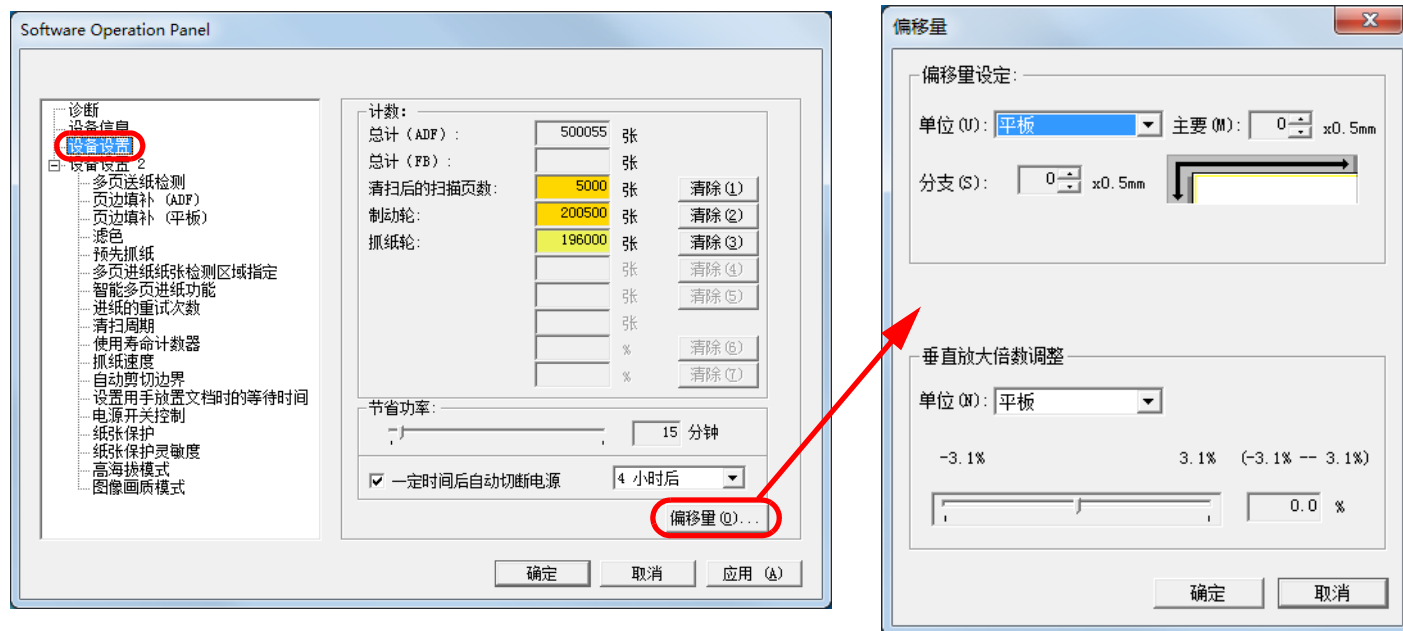 Software Operation Panel
诊断
设备信息
设备设置
设备设置 2
多页送纸检测
页边填补 (ADF)
页边填补 (平板)
滤色
预先抓纸
多页进纸纸张检测区域指定
智能多页进纸功能
进纸的重试次数
清扫周期
使用寿命计数器
抓纸速度
自动剪切边界
设置用手放置文档时的等待时间
电源开关控制
纸张保护
纸张保护灵敏度
高海拔模式
图像画质模式
计数:
总计 (ADF) : 500055 张
总计 (FB) : 张
清扫后的扫描页数: 5000 张 清除(1)
制动轮: 200500 张 清除(2)
抓纸轮: 196000 张 清除(3)
张 清除(4)
张 清除(5)
张
% 清除(6)
% 清除(7)
节省功率:
15 分钟
一定时间后自动切断电源 4 小时后
偏移量(O)...
确定 取消 应用 (A)
偏移量
偏移量设定:
单位(U): 平板 主要(M): 0 x0.5mm
分支(S): 0 x0.5mm
垂直放大倍数调整
单位(N): 平板
-3.1% 3.1% (-3.1% -- 3.1%)
0.0 %
确定 取消